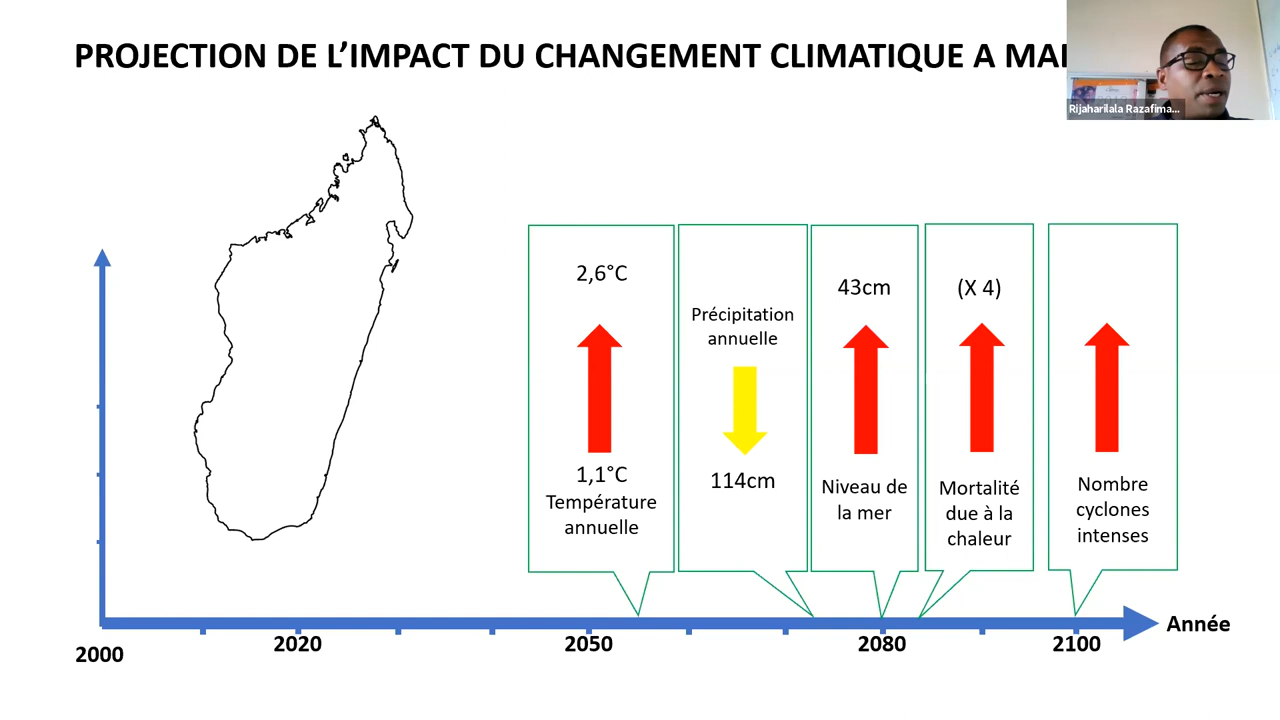 PROJECTION DE L’IMPACT DU CHANGEMENT CLIMATIQUE A
Rijaharilala Razafima...
2,6°C
1,1°C
Température
annuelle
Précipitation
annuelle
114cm
43cm
Niveau de
la mer
(X 4)
Mortalité
due à la
chaleur
Nombre
cyclones
intenses
Année
2000
2020
2050
2080
2100